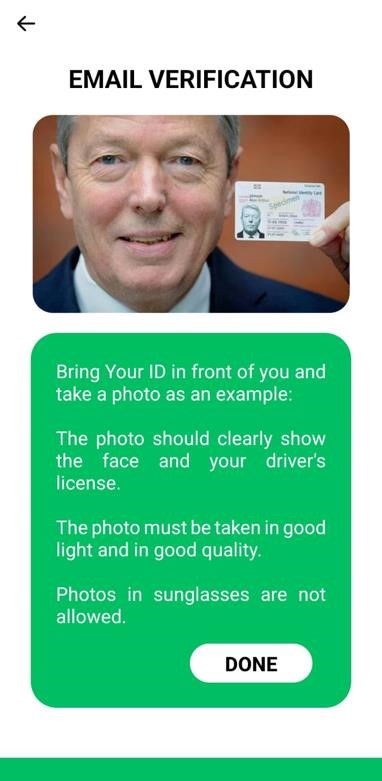 EMAIL VERIFICATION
National Identity Card
Specimen
Bring Your ID in front of you and
take a photo as an example:
The photo should clearly show
the face and your driver's
license.
The photo must be taken in good
light and in good quality.
Photos in sunglasses are not
allowed.
DONE